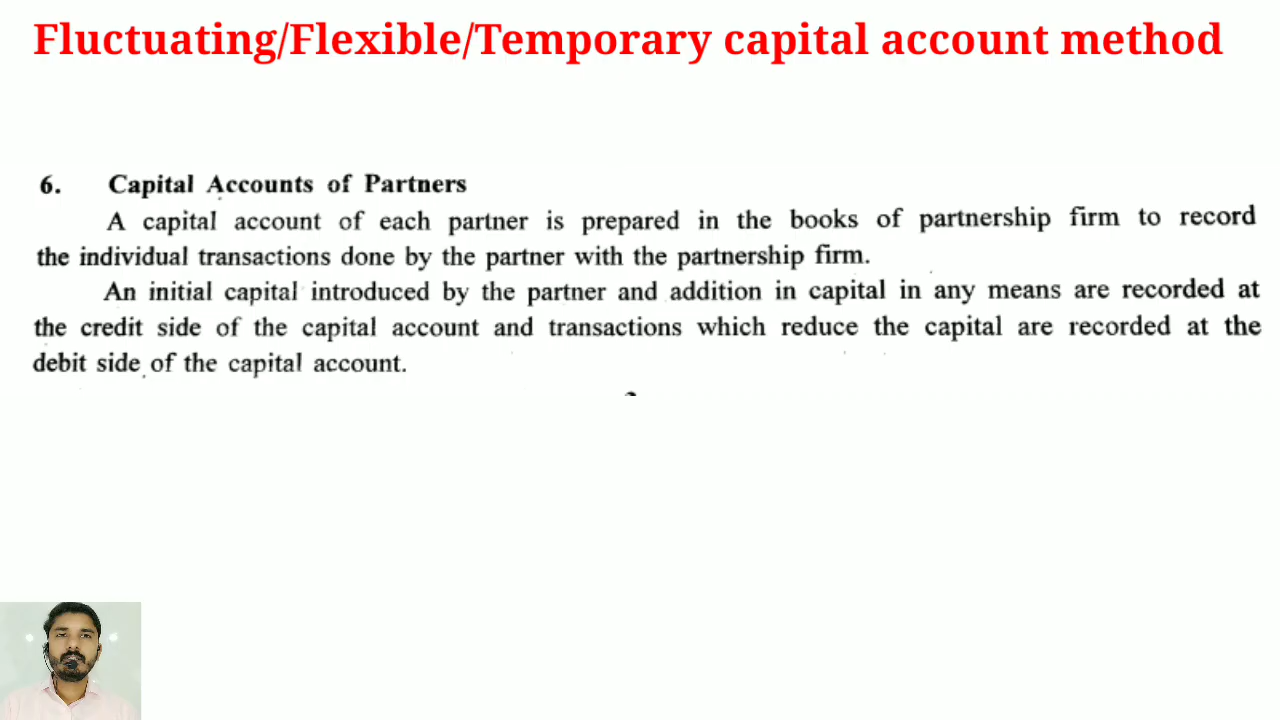 Fluctuating/Flexible/Temporary capital account method
6. Capital Accounts of Partners
A capital account of each partner is prepared in the books of partnership firm to record
the individual transactions done by the partner with the partnership firm.
An initial capital introduced by the partner and addition in capital in any means are recorded at
the credit side of the capital account and transactions which reduce the capital are recorded at the
debit side of the capital account.